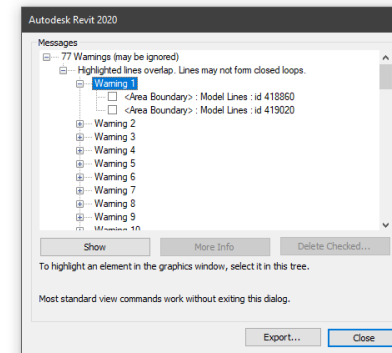 Autodesk Revit 2020
Messages
77 Warnings (may be ignored)
Highlighted lines overlap. Lines may not form closed loops.
Warning 1
<Area Boundary> : Model Lines : id 418860
<Area Boundary> : Model Lines : id 419020
Warning 2
Warning 3
Warning 4
Warning 5
Warning 6
Warning 7
Warning 8
Warning 9
Warning 10
Show More Info Delete Checked...
To highlight an element in the graphics window, select it in this tree.
Most standard view commands work without exiting this dialog.
Export... Close